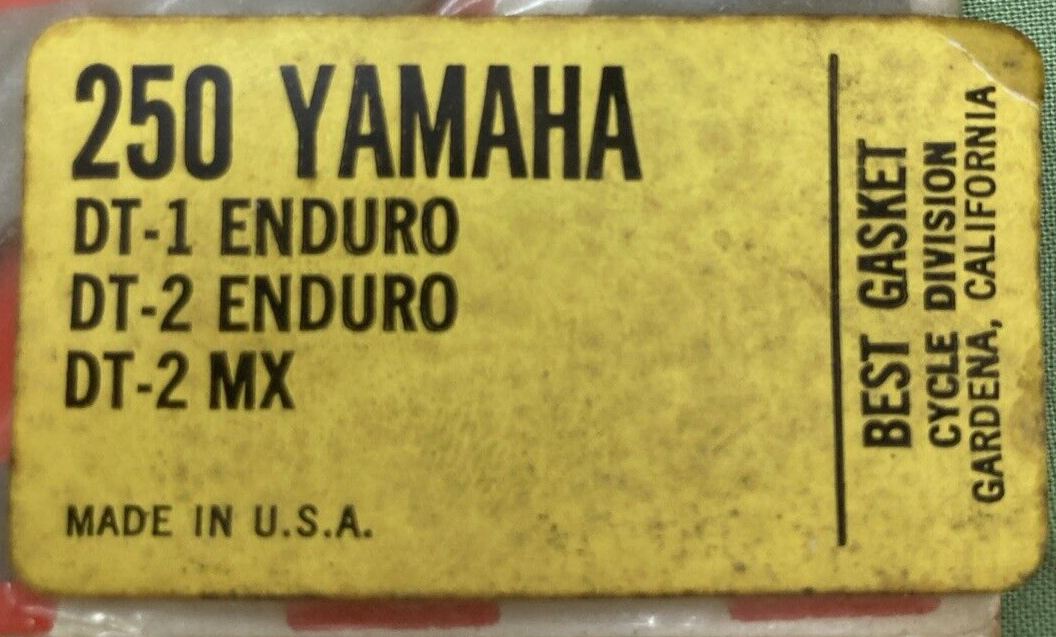 250 YAMAHA
DT-1 ENDURO
DT-2 ENDURO
DT-2 MX
MADE IN U.S.A.
BEST GASKET
CYCLE DIVISION
GARDENA, CALIFORNIA